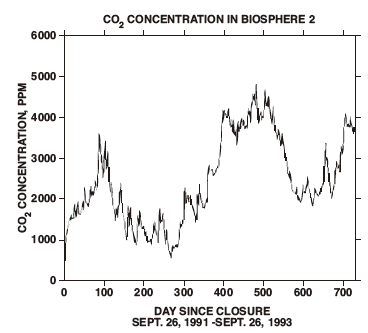 CO2 CONCENTRATION IN BIOSPHERE 2
6000
5000
4000
3000
2000
1000
0
CO2 CONCENTRATION, PPM
0 100 200 300 400 500 600 700
DAY SINCE CLOSURE
SEPT. 26, 1991 -SEPT. 26, 1993